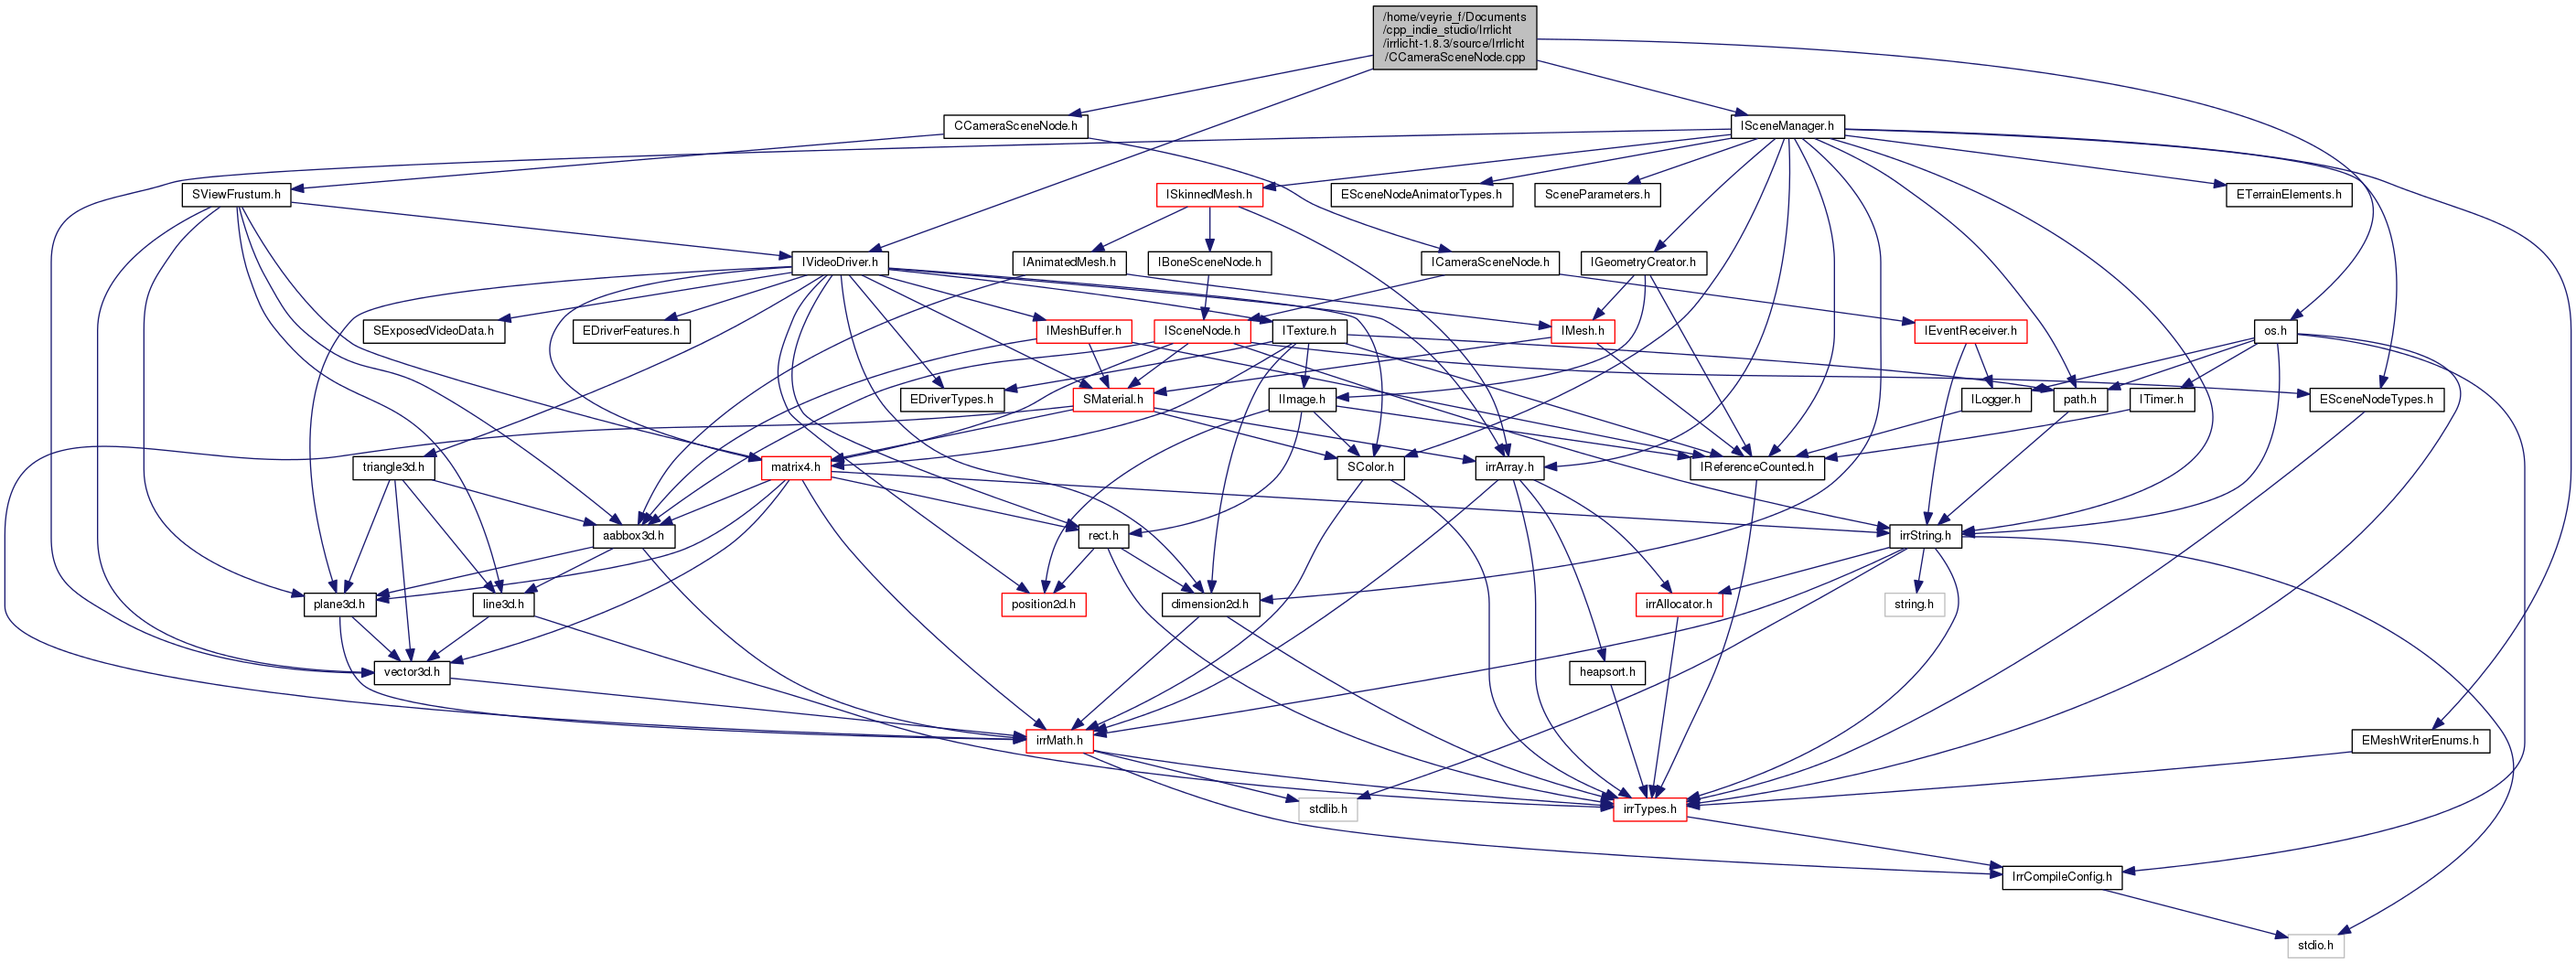 /home/veyrie_f/Documents
/cpp_indie_studio/Irrlicht
/irrlicht-1.8.3/source/Irrlicht
/CCameraSceneNode.cpp
CCameraSceneNode.h
ISceneManager.h
SViewFrustum.h
ISkinnedMesh.h
ESceneNodeAnimatorTypes.h
SceneParameters.h
ETerrainElements.h
IVideoDriver.h
IAnimatedMesh.h
IBoneSceneNode.h
ICameraSceneNode.h
IGeometryCreator.h
SExposedVideoData.h
EDriverFeatures.h
IMeshBuffer.h
ISceneNode.h
ITexture.h
IMesh.h
IEventReceiver.h
os.h
EDriverTypes.h
SMaterial.h
IImage.h
ILogger.h
path.h
ITimer.h
ESceneNodeTypes.h
triangle3d.h
matrix4.h
SColor.h
irrArray.h
IReferenceCounted.h
aabbox3d.h
rect.h
irrString.h
plane3d.h
line3d.h
position2d.h
dimension2d.h
irrAllocator.h
string.h
vector3d.h
heapsort.h
irrMath.h
EMeshWriterEnums.h
stdlib.h
irrTypes.h
IrrCompileConfig.h
stdio.h